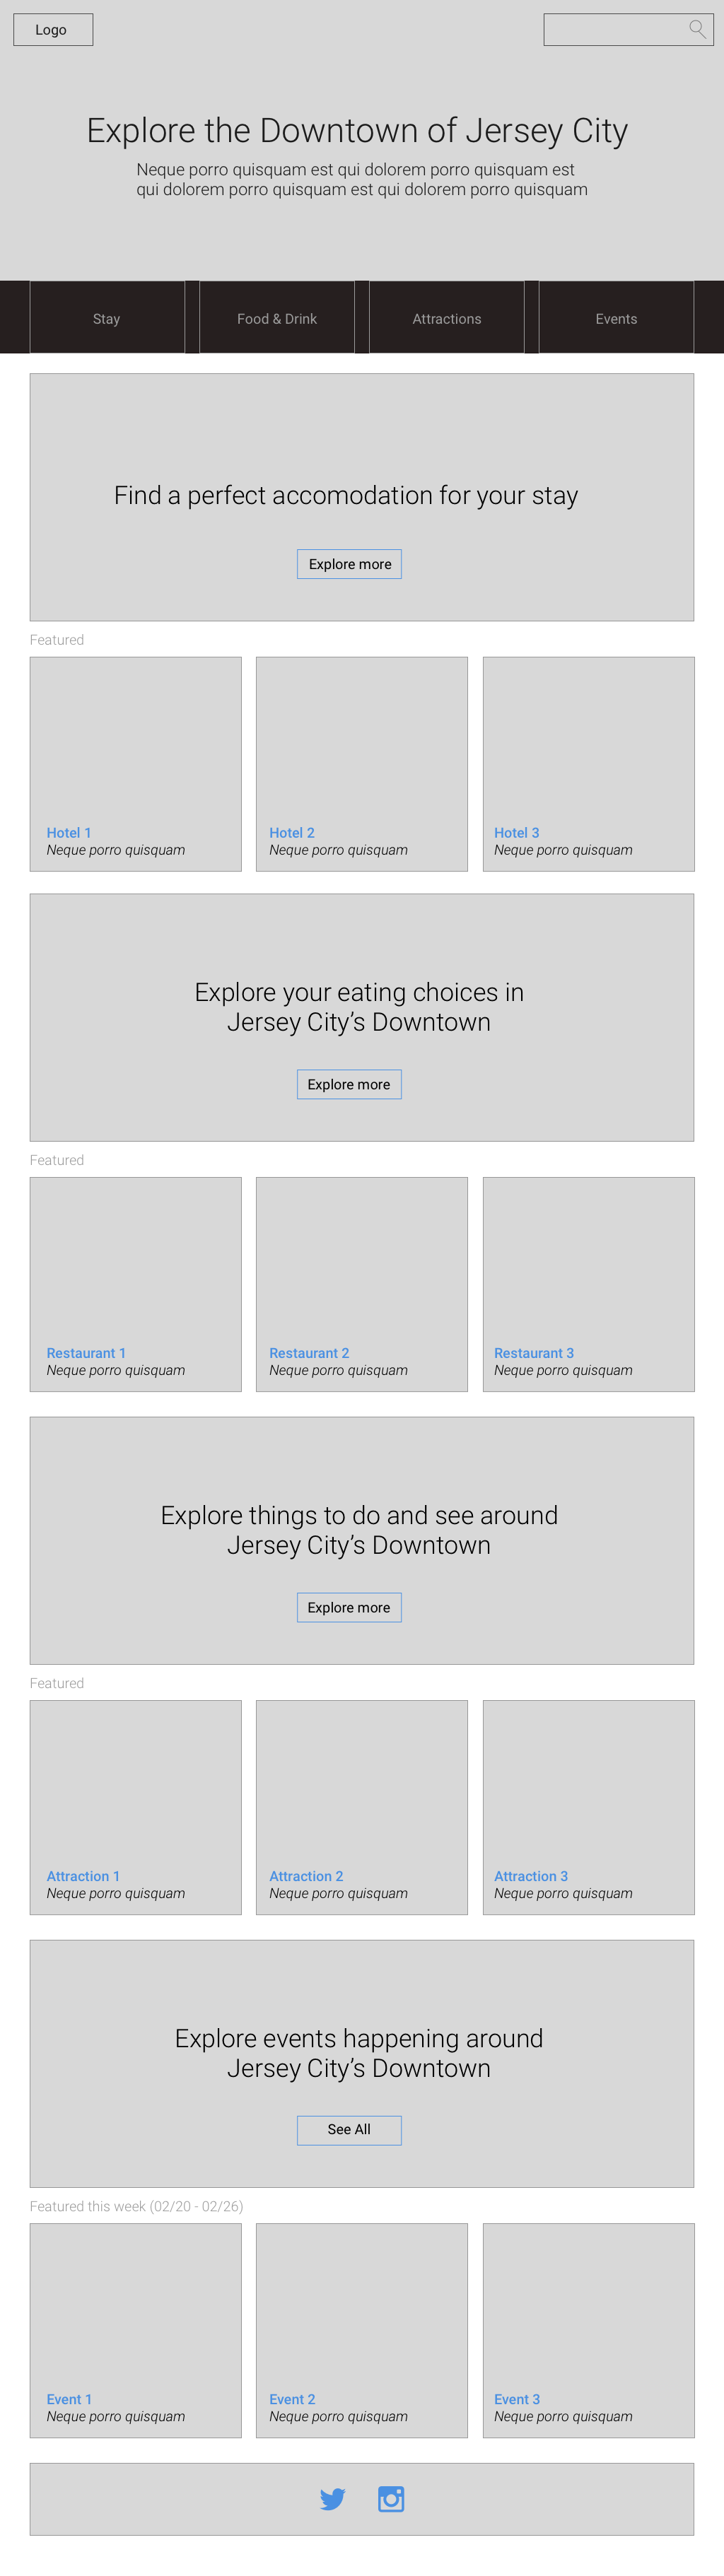 Logo
Explore the Downtown of Jersey City
Neque porro quisquam est qui dolorem porro quisquam est
qui dolorem porro quisquam est qui dolorem porro quisquam
Stay
Food & Drink
Attractions
Events
Find a perfect accomodation for your stay
Explore more
Featured
Hotel 1
Neque porro quisquam
Hotel 2
Neque porro quisquam
Hotel 3
Neque porro quisquam
Explore your eating choices in
Jersey City’s Downtown
Explore more
Featured
Restaurant 1
Neque porro quisquam
Restaurant 2
Neque porro quisquam
Restaurant 3
Neque porro quisquam
Explore things to do and see around
Jersey City’s Downtown
Explore more
Featured
Attraction 1
Neque porro quisquam
Attraction 2
Neque porro quisquam
Attraction 3
Neque porro quisquam
Explore events happening around
Jersey City’s Downtown
See All
Featured this week (02/20 - 02/26)
Event 1
Neque porro quisquam
Event 2
Neque porro quisquam
Event 3
Neque porro quisquam